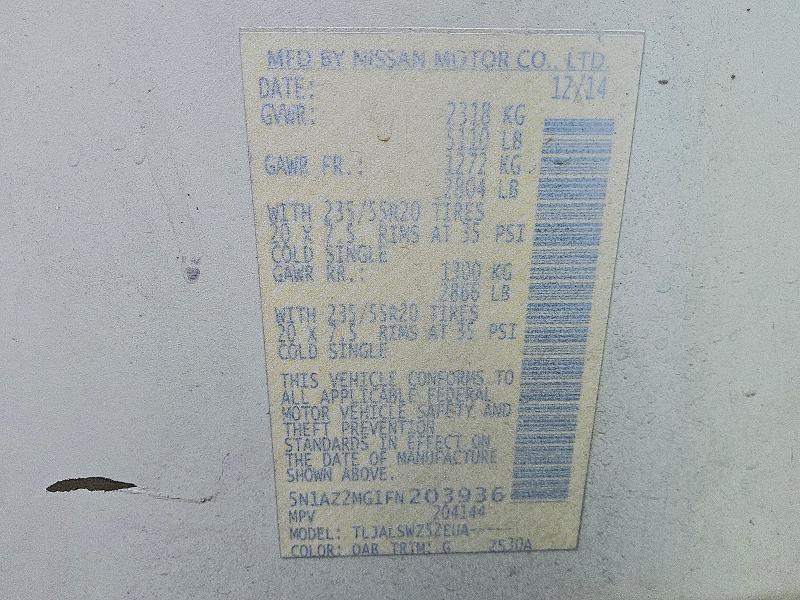 MFD BY NISSAN MOTOR CO., LTD
DATE: 12/14
GVWR: 2318 KG
5110 LB
GAWR FR.: 1272 KG
2804 LB
WITH 235/55R20 TIRES
20 X 7.5 RIMS AT 35 PSI
COLD SINGLE
GAWR RR.: 1300 KG
2866 LB
WITH 235/55R20 TIRES
20 X 7.5 RIMS AT 35 PSI
COLD SINGLE
THIS VEHICLE CONFORMS TO
ALL APPLICABLE FEDERAL
MOTOR VEHICLE SAFETY AND
THEFT PREVENTION
STANDARDS IN EFFECT ON
THE DATE OF MANUFACTURE
SHOWN ABOVE.
5N1AZ2MG1FN203936
MPV 204144
MODEL: TLJALSWZ52EUA-----
COLOR: QAB TRIM: G Z530A